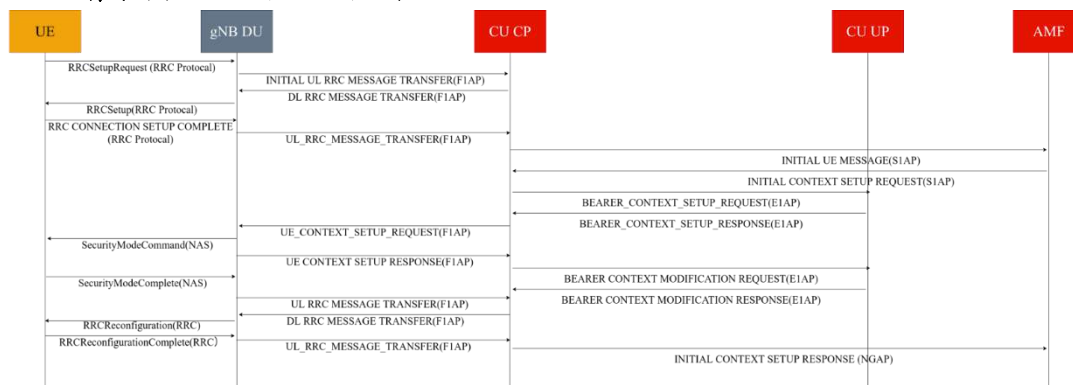 UE
gNB DU
CU CP
CU UP
AMF
RRCSetupRequest (RRC Protocal)
INITIAL UL RRC MESSAGE TRANSFER(F1AP)
DL RRC MESSAGE TRANSFER(F1AP)
RRCSetup(RRC Protocal)
RRC CONNECTION SETUP COMPLETE
(RRC Protocal)
UL_RRC_MESSAGE_TRANSFER(F1AP)
INITIAL UE MESSAGE(S1AP)
INITIAL CONTEXT SETUP REQUEST(S1AP)
BEARER_CONTEXT_SETUP_REQUEST(E1AP)
BEARER_CONTEXT_SETUP_RESPONSE(E1AP)
UE_CONTEXT_SETUP_REQUEST(F1AP)
SecurityModeCommand(NAS)
UE CONTEXT SETUP RESPONSE(F1AP)
BEARER CONTEXT MODIFICATION REQUEST(E1AP)
SecurityModeComplete(NAS)
BEARER CONTEXT MODIFICATION RESPONSE(E1AP)
UL RRC MESSAGE TRANSFER(F1AP)
DL RRC MESSAGE TRANSFER(F1AP)
RRCReconfiguration(RRC)
RRCReconfigurationComplete(RRC)
UL_RRC_MESSAGE_TRANSFER(F1AP)
INITIAL CONTEXT SETUP RESPONSE (NGAP)